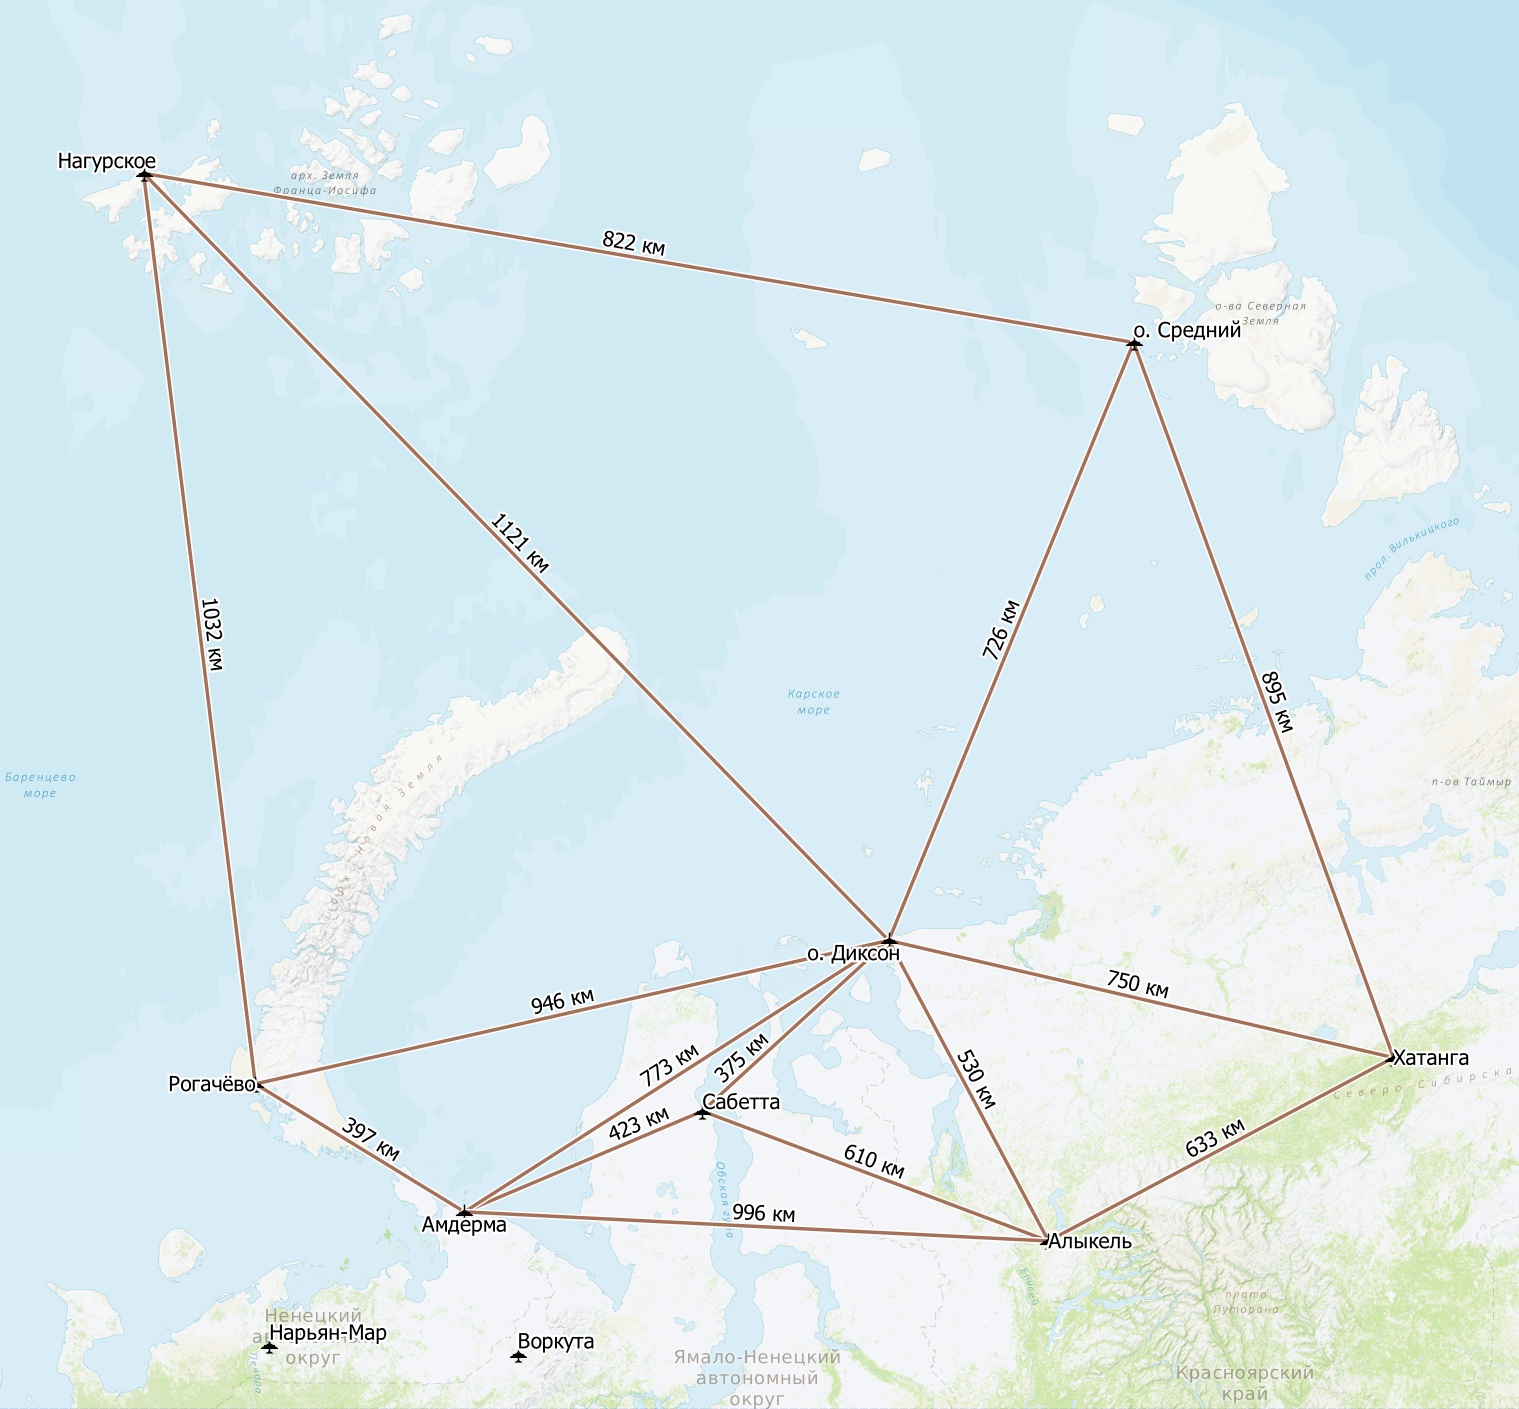 Нагурское
арх. Земля
Франца-Иосифа
822 км
о-ва Северная
Земля
о. Средний
1121 км
прол. Вилькицкого
1032 км
726 км
895 км
Карское
море
Баренцево
море
п-ов Таймыр
арх. Новая Земля
о. Диксон
946 км
750 км
773 км
375 км
530 км
Рогачёво
Хатанга
Северо Сибирска
Сабетта
397 км
423 км
610 км
633 км
Обская губа
996 км
Амдерма
Алыкель
Енисей
плато
Путорана
Ненецкий
Нарьян-Мар
округ
Печора
Воркута
Ямало-Ненецкий
автономный
округ
Красноярский
край